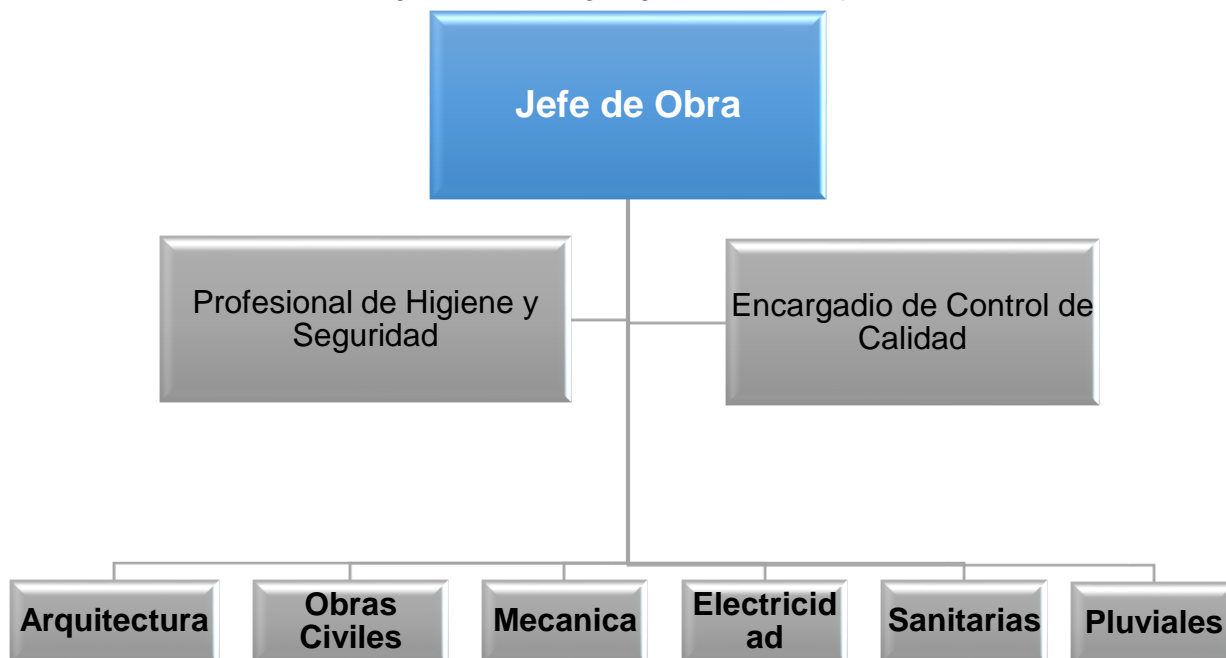 Jefe de Obra
Profesional de Higiene y
Seguridad
Encargadio de Control de
Calidad
Arquitectura
Obras
Civiles
Mecanica
Electricid
ad
Sanitarias
Pluviales